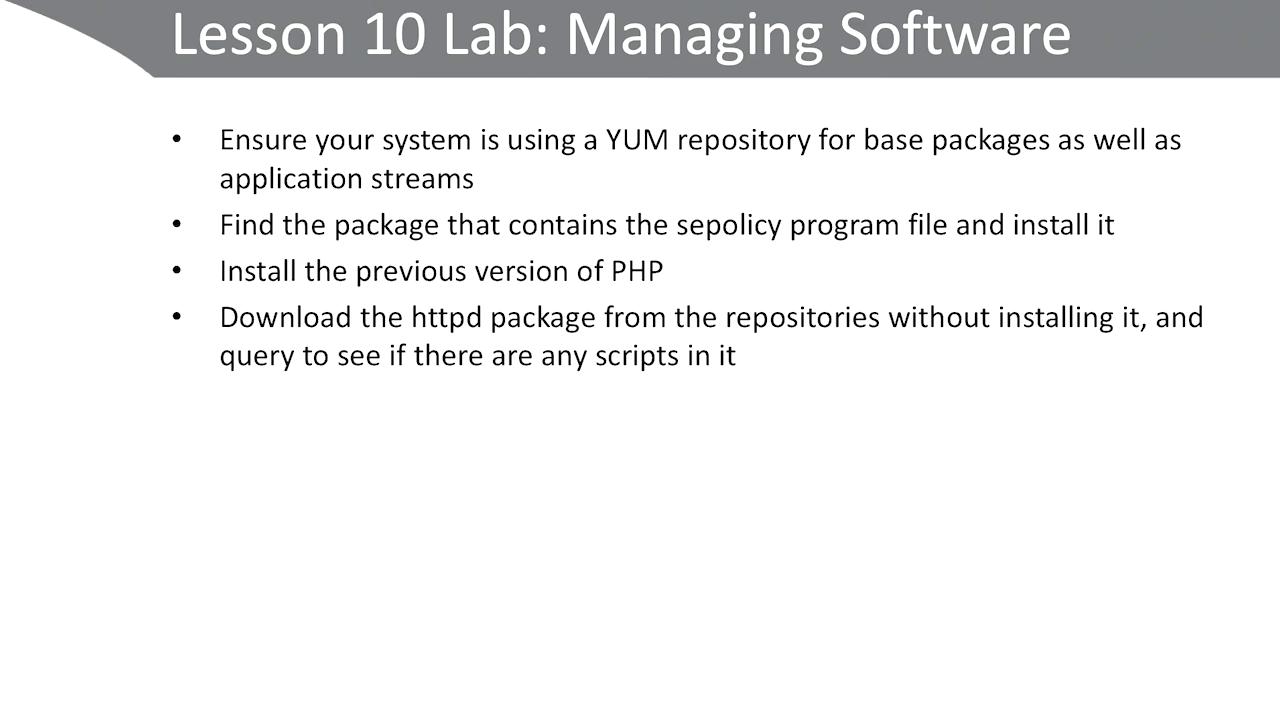 Lesson 10 Lab: Managing Software
• Ensure your system is using a YUM repository for base packages as well as
application streams
• Find the package that contains the sepolicy program file and install it
• Install the previous version of PHP
• Download the httpd package from the repositories without installing it, and
query to see if there are any scripts in it